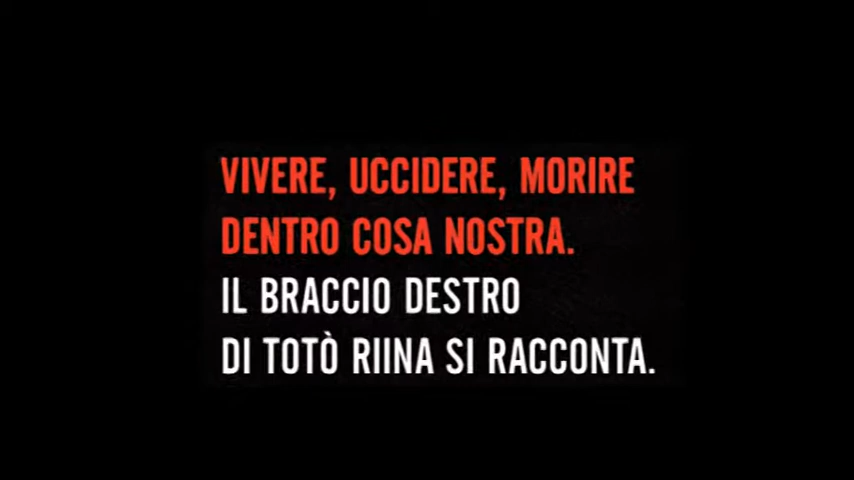 VIVERE, UCCIDERE, MORIRE
DENTRO COSA NOSTRA.
IL BRACCIO DESTRO
DI TOTÒ RIINA SI RACCONTA.